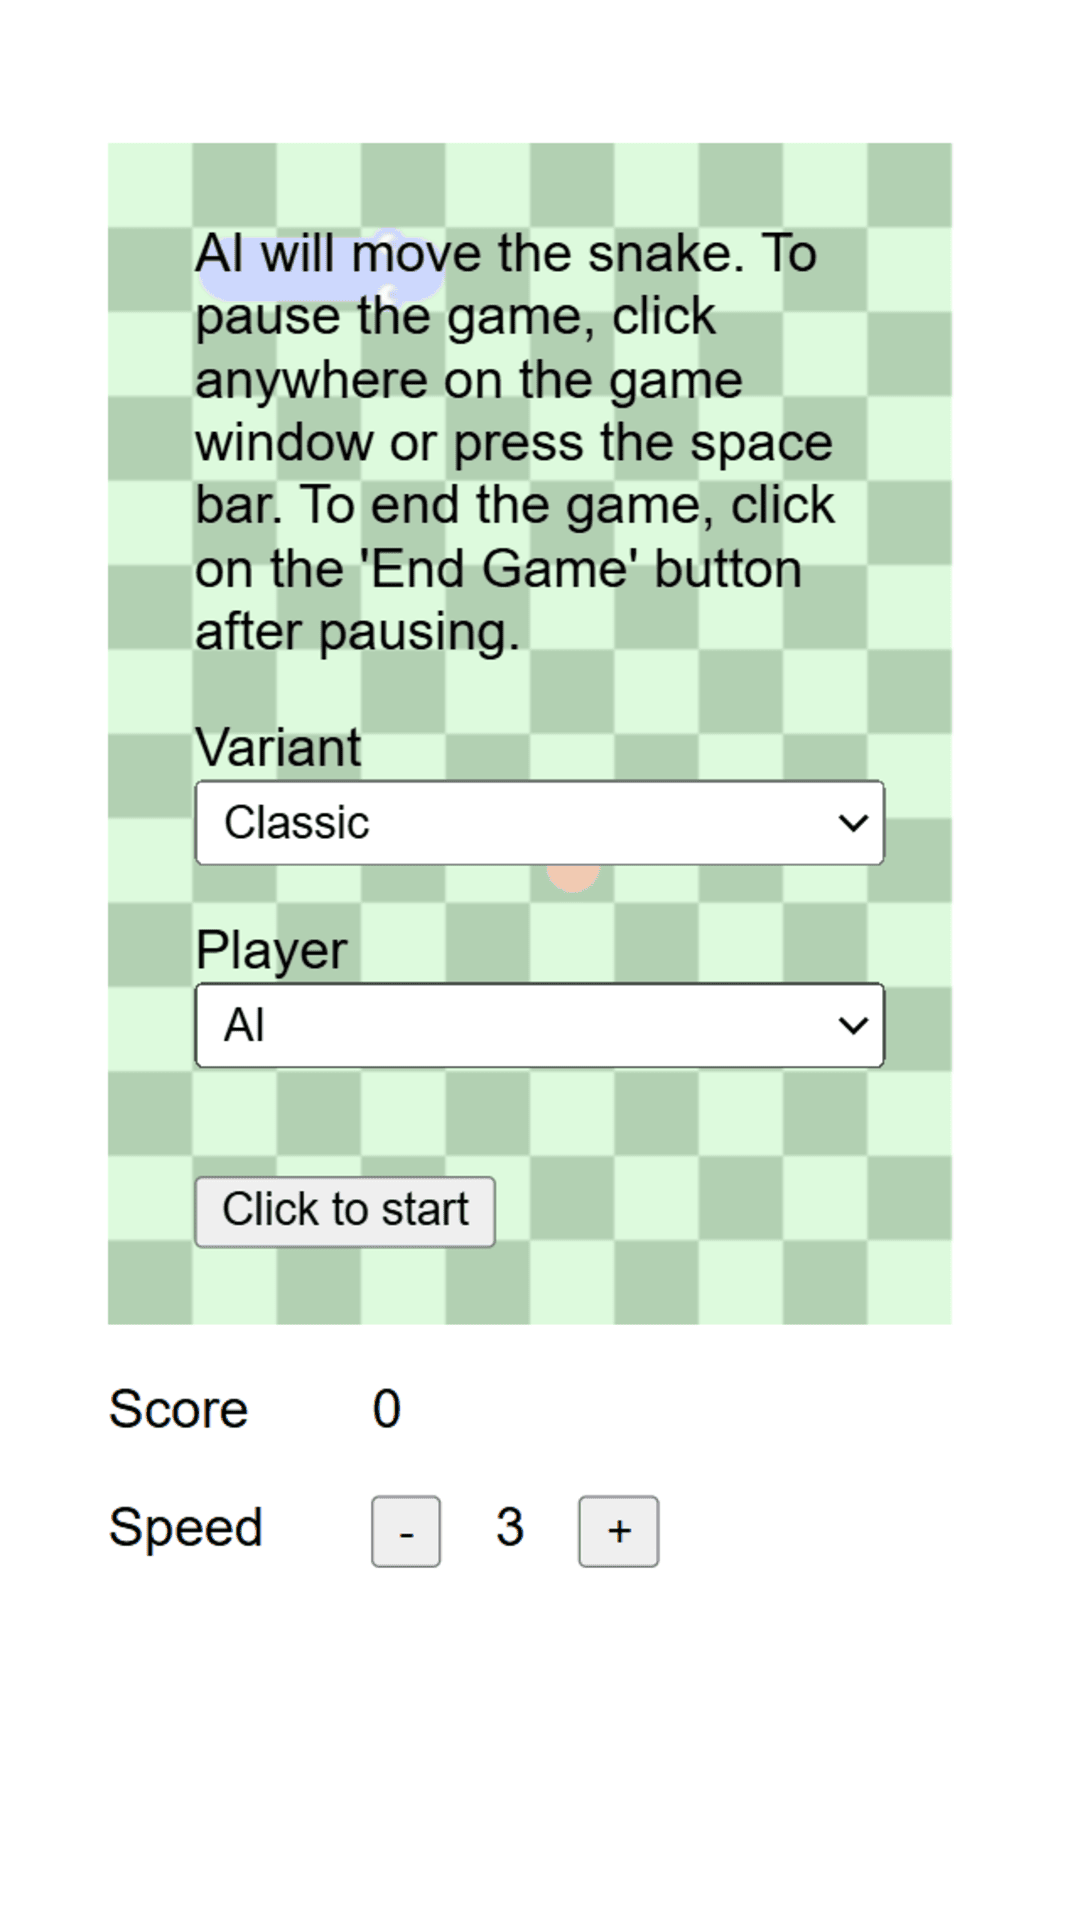 AI will move the snake. To
pause the game, click
anywhere on the game
window or press the space
bar. To end the game, click
on the 'End Game' button
after pausing.
Variant
Classic
Player
AI
Click to start
Score 0
Speed - 3 +